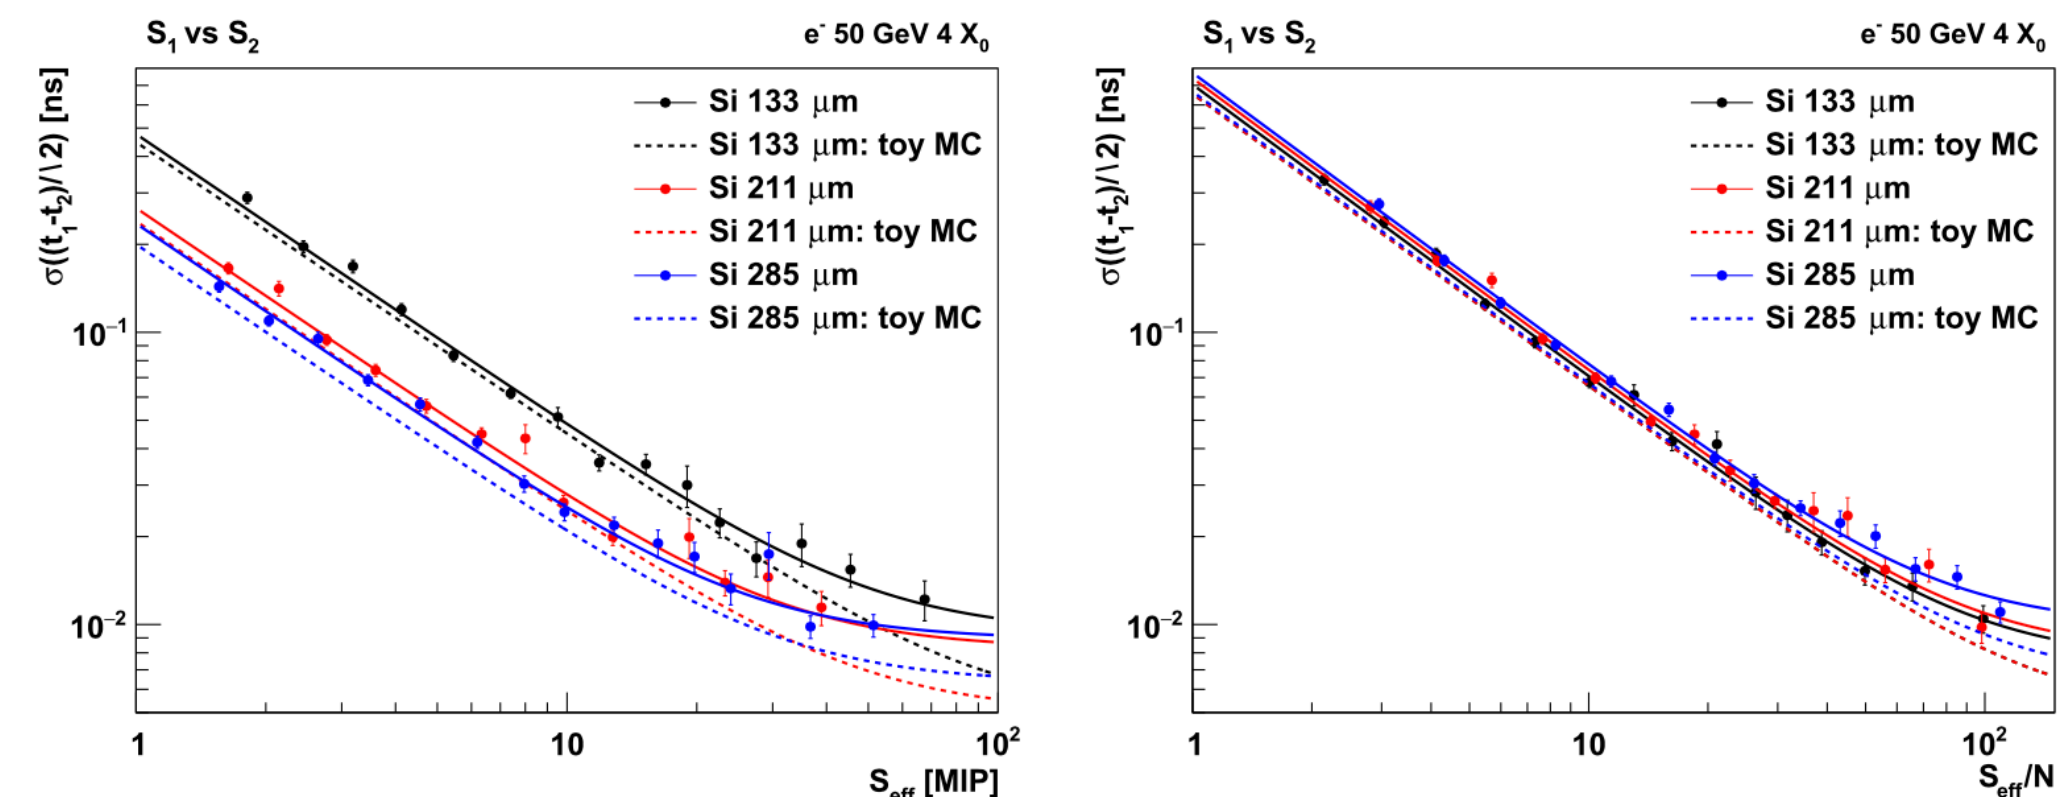 S₁ vs S₂
e⁻ 50 GeV 4 X₀
σ((t₁-t₂)/√2) [ns]
Si 133 μm
Si 133 μm: toy MC
Si 211 μm
Si 211 μm: toy MC
Si 285 μm
Si 285 μm: toy MC
10⁻¹
10⁻²
1
10
10²
S_eff [MIP]
S₁ vs S₂
e⁻ 50 GeV 4 X₀
σ((t₁-t₂)/√2) [ns]
Si 133 μm
Si 133 μm: toy MC
Si 211 μm
Si 211 μm: toy MC
Si 285 μm
Si 285 μm: toy MC
10⁻¹
10⁻²
1
10
10²
S_eff/N